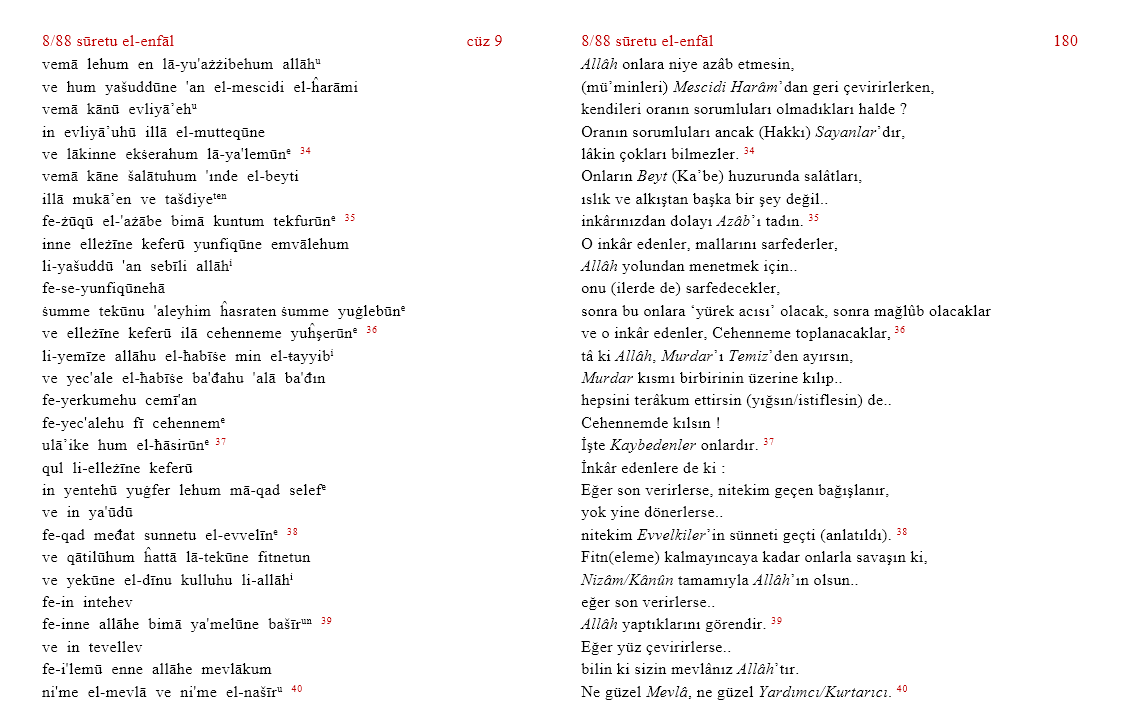 8/88 sūretu el-enfāl cüz 9
vemā lehum en lā-yu'ażżibehum allāhᵘ
ve hum yašuddūne 'an el-mescidi el-ĥarāmi
vemā kānū evliyā’ehᵘ
in evliyā’uhū illā el-mutteqūne
ve lākinne ekṡerahum lā-ya'lemūnᵉ ³⁴
vemā kāne šalātuhum 'ınde el-beyti
illā mukā’en ve tašdiyeᵗᵉⁿ
fe-żūqū el-'ażābe bimā kuntum tekfurūnᵉ ³⁵
inne elleżīne keferū yunfiqūne emvālehum
li-yašuddū 'an sebīli allāhⁱ
fe-se-yunfiqūnehā
ṡumme tekūnu 'aleyhim ĥasraten ṡumme yuġlebūnᵉ
ve elleżīne keferū ilā cehenneme yuĥşerūnᵉ ³⁶
li-yemīze allāhu el-ħabīṡe min el-ŧayyibⁱ
ve yec'ale el-ħabīṡe ba'đahu 'alā ba'đın
fe-yerkumehu cemī'an
fe-yec'alehu fī cehennemᵉ
ulā’ike hum el-ħāsirūnᵉ ³⁷
qul li-elleżīne keferū
in yentehū yuġfer lehum mā-qad selefᵉ
ve in ya'ūdū
fe-qad međat sunnetu el-evvelīnᵉ ³⁸
ve qātilūhum ĥattā lā-tekūne fitnetun
ve yekūne el-dīnu kulluhu li-allāhⁱ
fe-in intehev
fe-inne allāhe bimā ya'melūne bašīrᵘⁿ ³⁹
ve in tevellev
fe-i'lemū enne allāhe mevlākum
ni'me el-mevlā ve ni'me el-našīrᵘ ⁴⁰
8/88 sūretu el-enfāl 180
Allâh onlara niye azâb etmesin,
(mü’minleri) Mescidi Harâm’dan geri çevirirlerken,
kendileri oranın sorumluları olmadıkları halde ?
Oranın sorumluları ancak (Hakkı) Sayanlar’dır,
lâkin çokları bilmezler. ³⁴
Onların Beyt (Ka’be) huzurunda salâtları,
ıslık ve alkıştan başka bir şey değil..
inkârınızdan dolayı Azâb’ı tadın. ³⁵
O inkâr edenler, mallarını sarfederler,
Allâh yolundan menetmek için..
onu (ilerde de) sarfedecekler,
sonra bu onlara ‘yürek acısı’ olacak, sonra mağlûb olacaklar
ve o inkâr edenler, Cehenneme toplanacaklar, ³⁶
tâ ki Allâh, Murdar’ı Temiz’den ayırsın,
Murdar kısmı birbirinin üzerine kılıp..
hepsini terâkum ettirsin (yığsın/istiflesin) de..
Cehennemde kılsın !
İşte Kaybedenler onlardır. ³⁷
İnkâr edenlere de ki :
Eğer son verirlerse, nitekim geçen bağışlanır,
yok yine dönerlerse..
nitekim Evvelkiler’in sünneti geçti (anlatıldı). ³⁸
Fitn(eleme) kalmayıncaya kadar onlarla savaşın ki,
Nizâm/Kânûn tamamıyla Allâh’ın olsun..
eğer son verirlerse..
Allâh yaptıklarını görendir. ³⁹
Eğer yüz çevirirlerse..
bilin ki sizin mevlânız Allâh’tır.
Ne güzel Mevlâ, ne güzel Yardımcı/Kurtarıcı. ⁴⁰